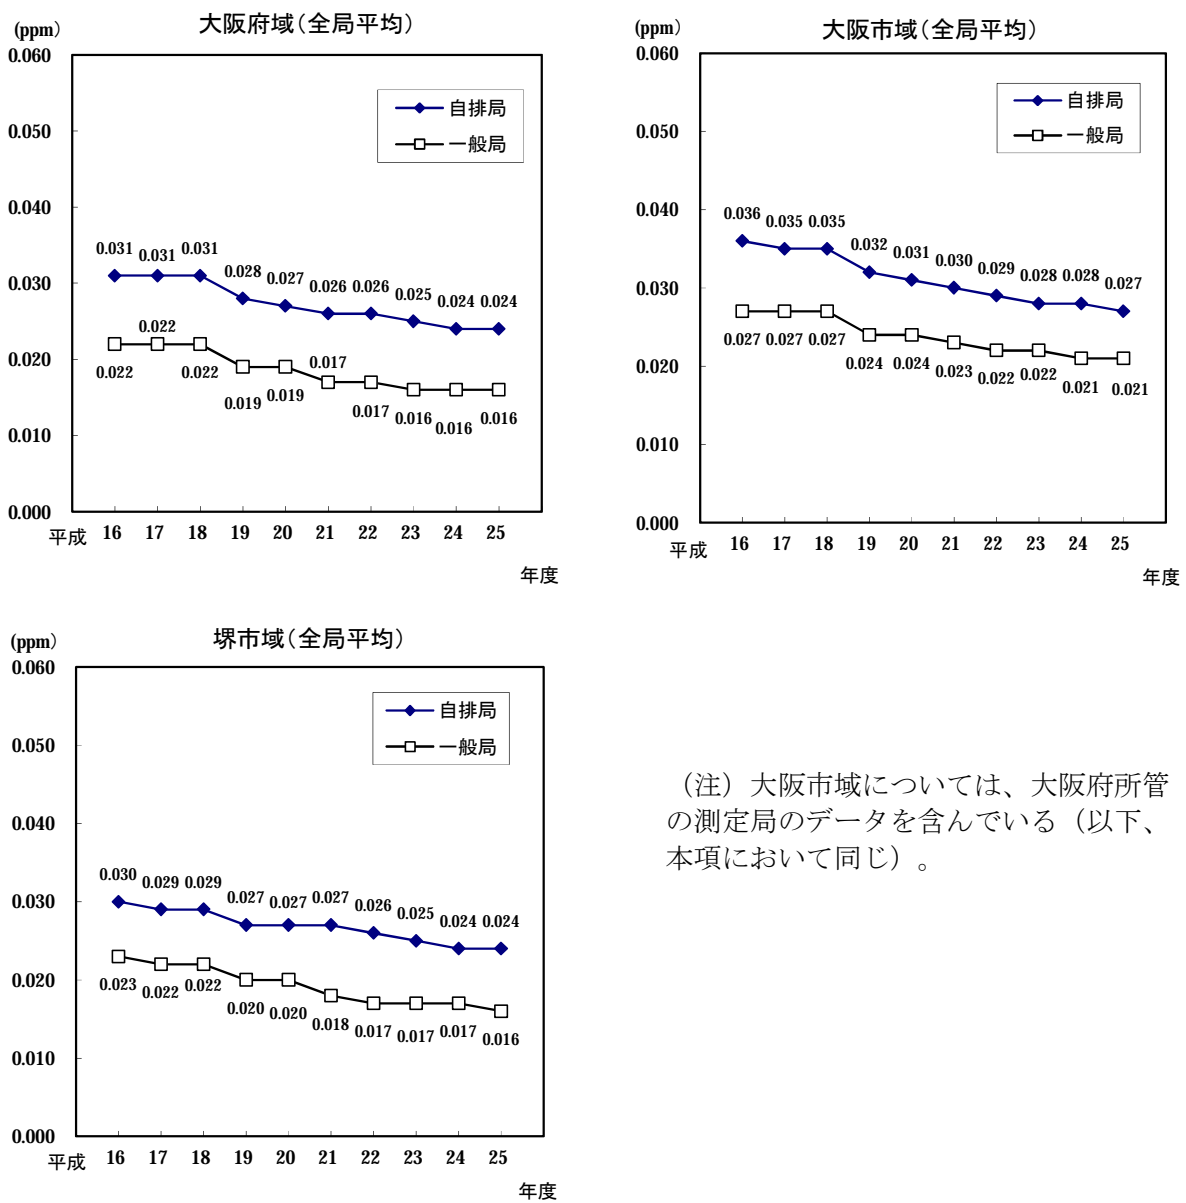 (ppm)
大阪府域(全局平均)
0.060
0.050
0.040
0.030
0.020
0.010
0.000
自排局
一般局
0.031 0.031 0.031 0.028 0.027 0.026 0.026 0.025 0.024 0.024
0.022 0.022 0.022 0.019 0.019 0.017 0.017 0.016 0.016 0.016
平成 16 17 18 19 20 21 22 23 24 25
年度
(ppm)
大阪市域(全局平均)
0.060
0.050
0.040
0.030
0.020
0.010
0.000
自排局
一般局
0.036 0.035 0.035 0.032 0.031 0.030 0.029 0.028 0.028 0.027
0.027 0.027 0.027 0.024 0.024 0.023 0.022 0.022 0.021 0.021
平成 16 17 18 19 20 21 22 23 24 25
年度
(ppm)
堺市域(全局平均)
0.060
0.050
0.040
0.030
0.020
0.010
0.000
自排局
一般局
0.030 0.029 0.029 0.027 0.027 0.027 0.026 0.025 0.024 0.024
0.023 0.022 0.022 0.020 0.020 0.018 0.017 0.017 0.017 0.016
平成 16 17 18 19 20 21 22 23 24 25
年度
(注)大阪市域については、大阪府所管
の測定局のデータを含んでいる(以下、
本項において同じ)。